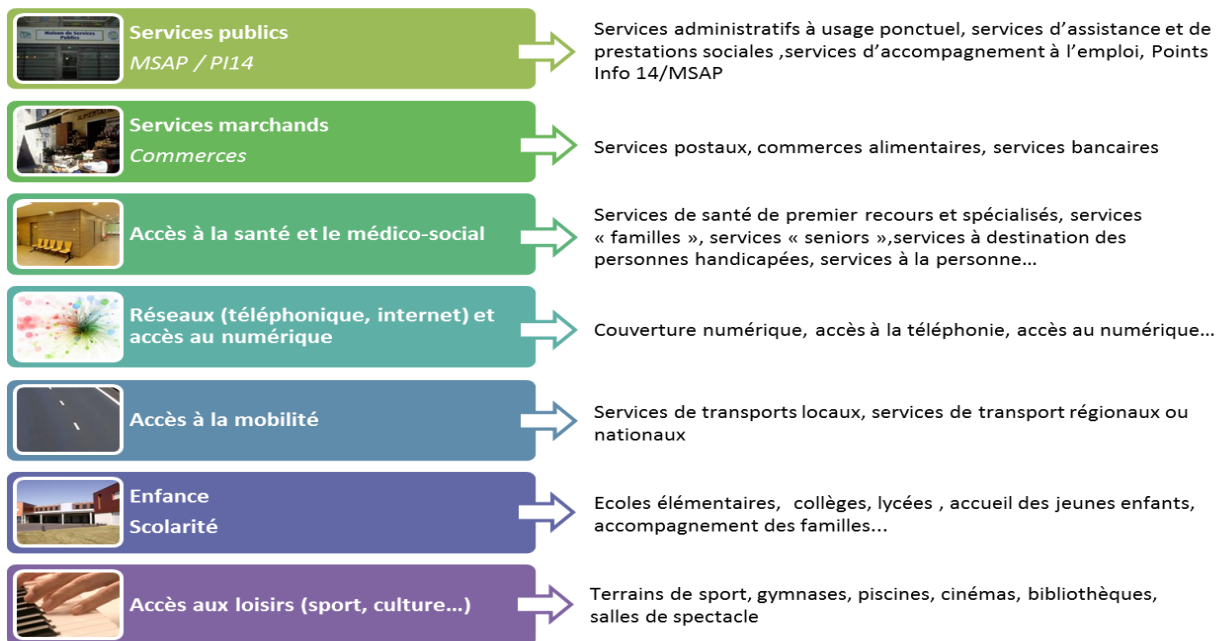 Services publics
MSAP / PI14
Services administratifs à usage ponctuel, services d’assistance et de
prestations sociales ,services d’accompagnement à l’emploi, Points
Info 14/MSAP
Maison de Services
Publics
Services marchands
Commerces
Services postaux, commerces alimentaires, services bancaires
Accès à la santé et le médico-social
Services de santé de premier recours et spécialisés, services
« familles », services « seniors »,services à destination des
personnes handicapées, services à la personne…
Réseaux (téléphonique, internet) et
accès au numérique
Couverture numérique, accès à la téléphonie, accès au numérique…
Accès à la mobilité
Services de transports locaux, services de transport régionaux ou
nationaux
Enfance
Scolarité
Ecoles élémentaires,  collèges, lycées , accueil des jeunes enfants,
accompagnement des familles…
Accès aux loisirs (sport, culture…)
Terrains de sport, gymnases, piscines, cinémas, bibliothèques,
salles de spectacle